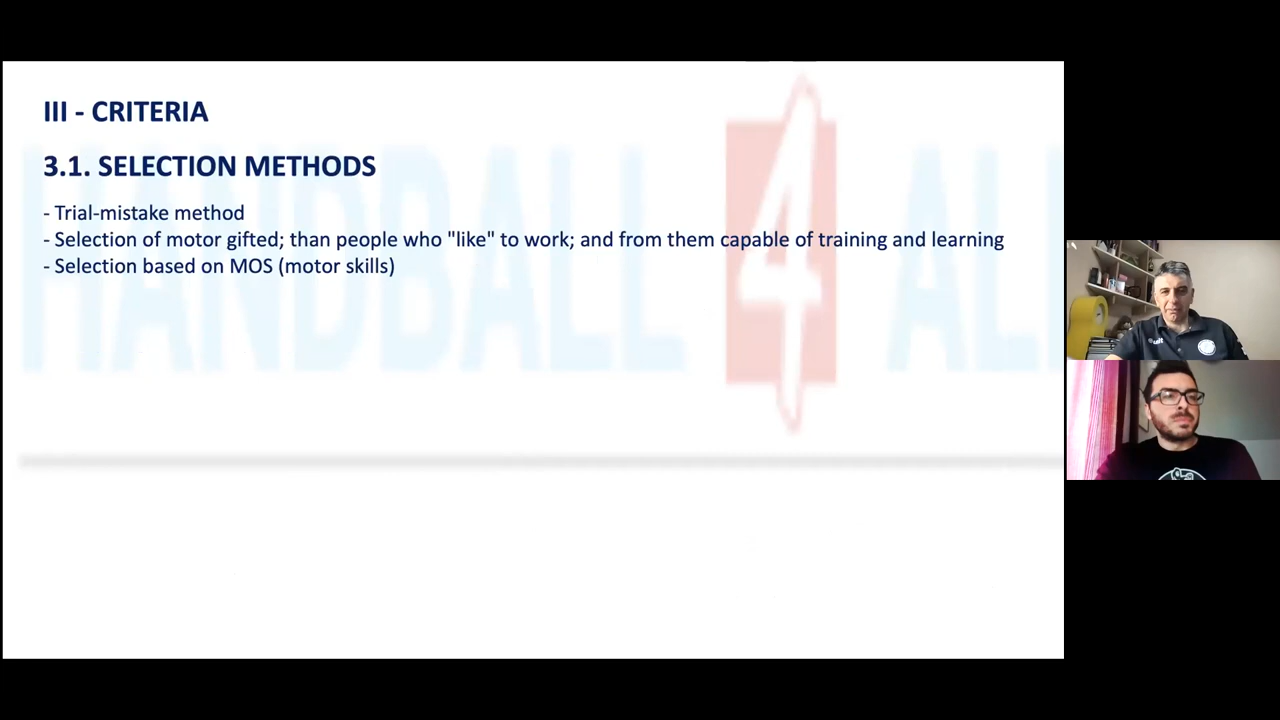 III - CRITERIA
3.1. SELECTION METHODS
- Trial-mistake method
- Selection of motor gifted; than people who "like" to work; and from them capable of training and learning
- Selection based on MOS (motor skills)
HANDBALL 4 ALL